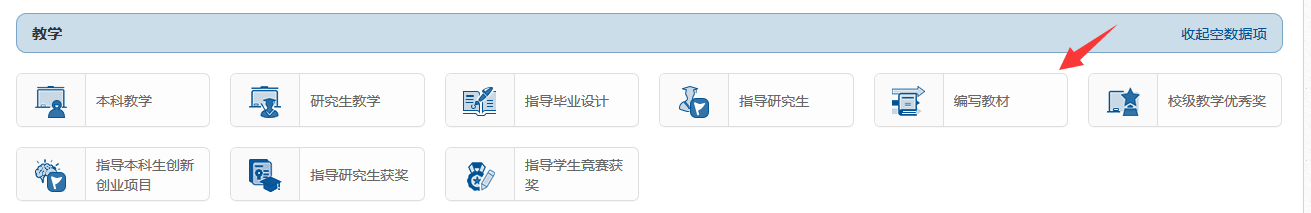 教学
收起空数据项
本科教学
研究生教学
指导毕业设计
指导研究生
编写教材
校级教学优秀奖
指导本科生创新
创业项目
指导研究生获奖
指导学生竞赛获
奖